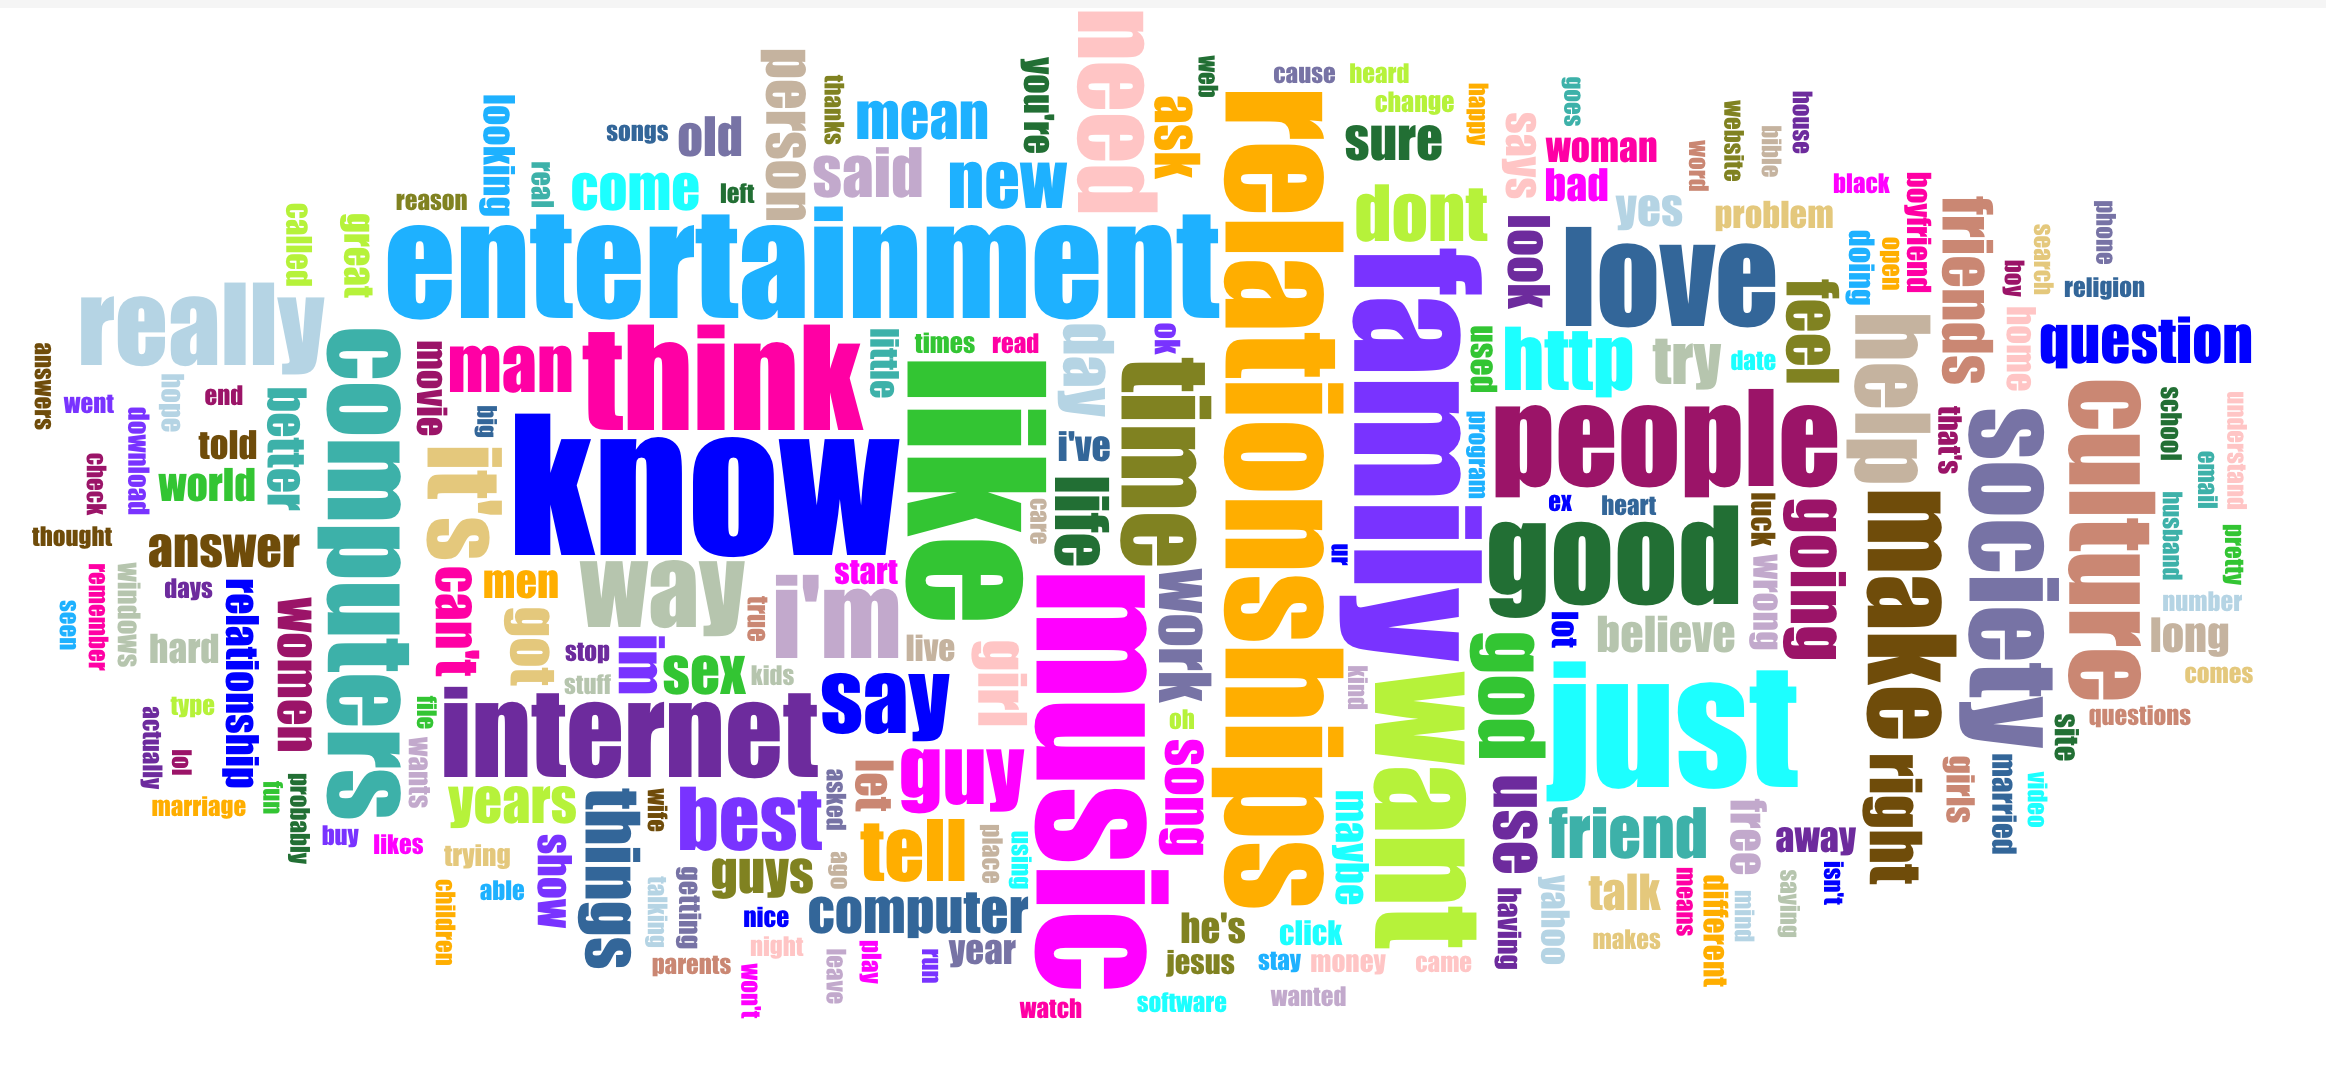 need
web
cause
heard
person
thanks
you're
ask
looking
mean
change
happy
goes
songs
old
relationships
sure
says
woman
word
website
bible
house
real
come
left
said
new
bad
black
boyfriend
reason
dont
yes
problem
friends
called
great
entertainment
look
love
doing
open
phone
search
boy
religion
family
feel
really
computers
man
think
little
times
read
day
ok
used
http
try
date
help
home
question
answers
movie
like
time
went
hope
end
better
big
know
i've
program
people
that's
society
culture
school
understand
download
told
check
world
it's
life
care
ex
heart
luck
going
make
husband
email
thought
answer
ur
good
pretty
remember
windows
days
relationship
can't
men
way
i'm
start
music
work
wrong
number
seen
hard
women
got
stop
im
true
sex
kids
live
girl
lot
believe
long
stuff
god
kind
want
just
comes
actually
type
file
internet
say
oh
song
questions
lol
wants
guy
site
fun
probably
marriage
years
things
wife
best
asked
let
maybe
use
right
girls
married
video
buy
likes
trying
show
guys
ago
tell
place
using
friend
free
away
children
able
talking
getting
nice
computer
he's
click
having
yahoo
talk
means
different
mind
saying
isn't
parents
night
won't
leave
play
run
year
jesus
stay
money
came
makes
watch
software
wanted